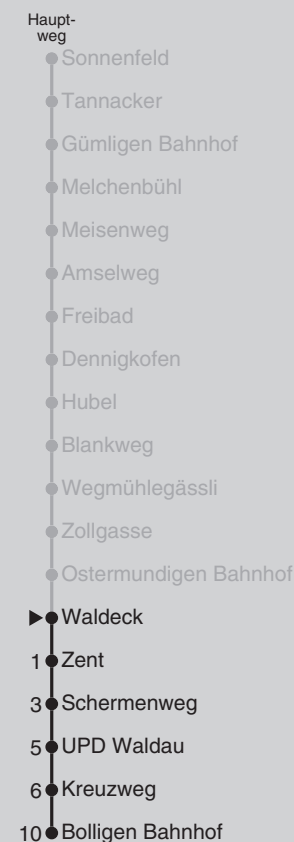 Haupt-
weg
Sonnenfeld
Tannacker
Gümligen Bahnhof
Melchenbühl
Meisenweg
Amselweg
Freibad
Dennigkofen
Hubel
Blankweg
Wegmühlegässli
Zollgasse
Ostermundigen Bahnhof
Waldeck
1 Zent
3 Schermenweg
5 UPD Waldau
6 Kreuzweg
10 Bolligen Bahnhof